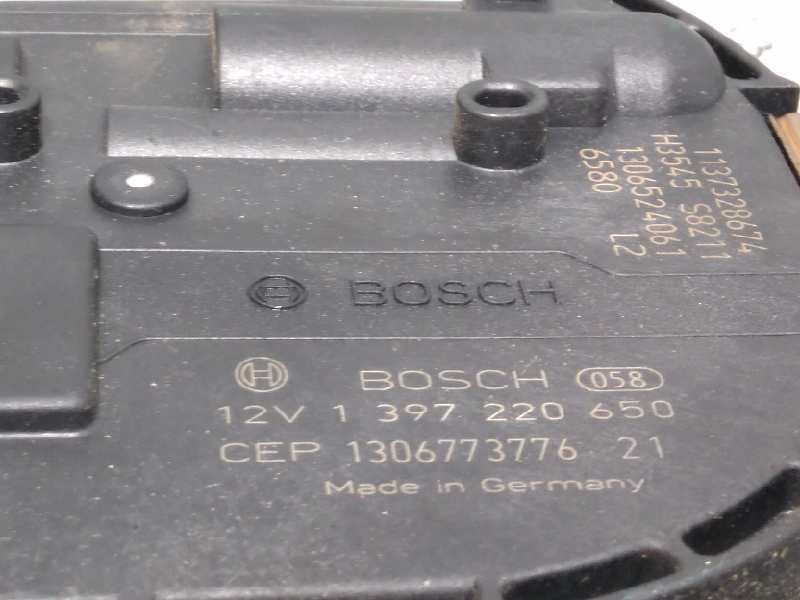 1137328674
H3545 S8211
1306524061 L2
6580
BOSCH
BOSCH 058
12V 1 397 220 650
CEP 1306773776 21
Made in Germany